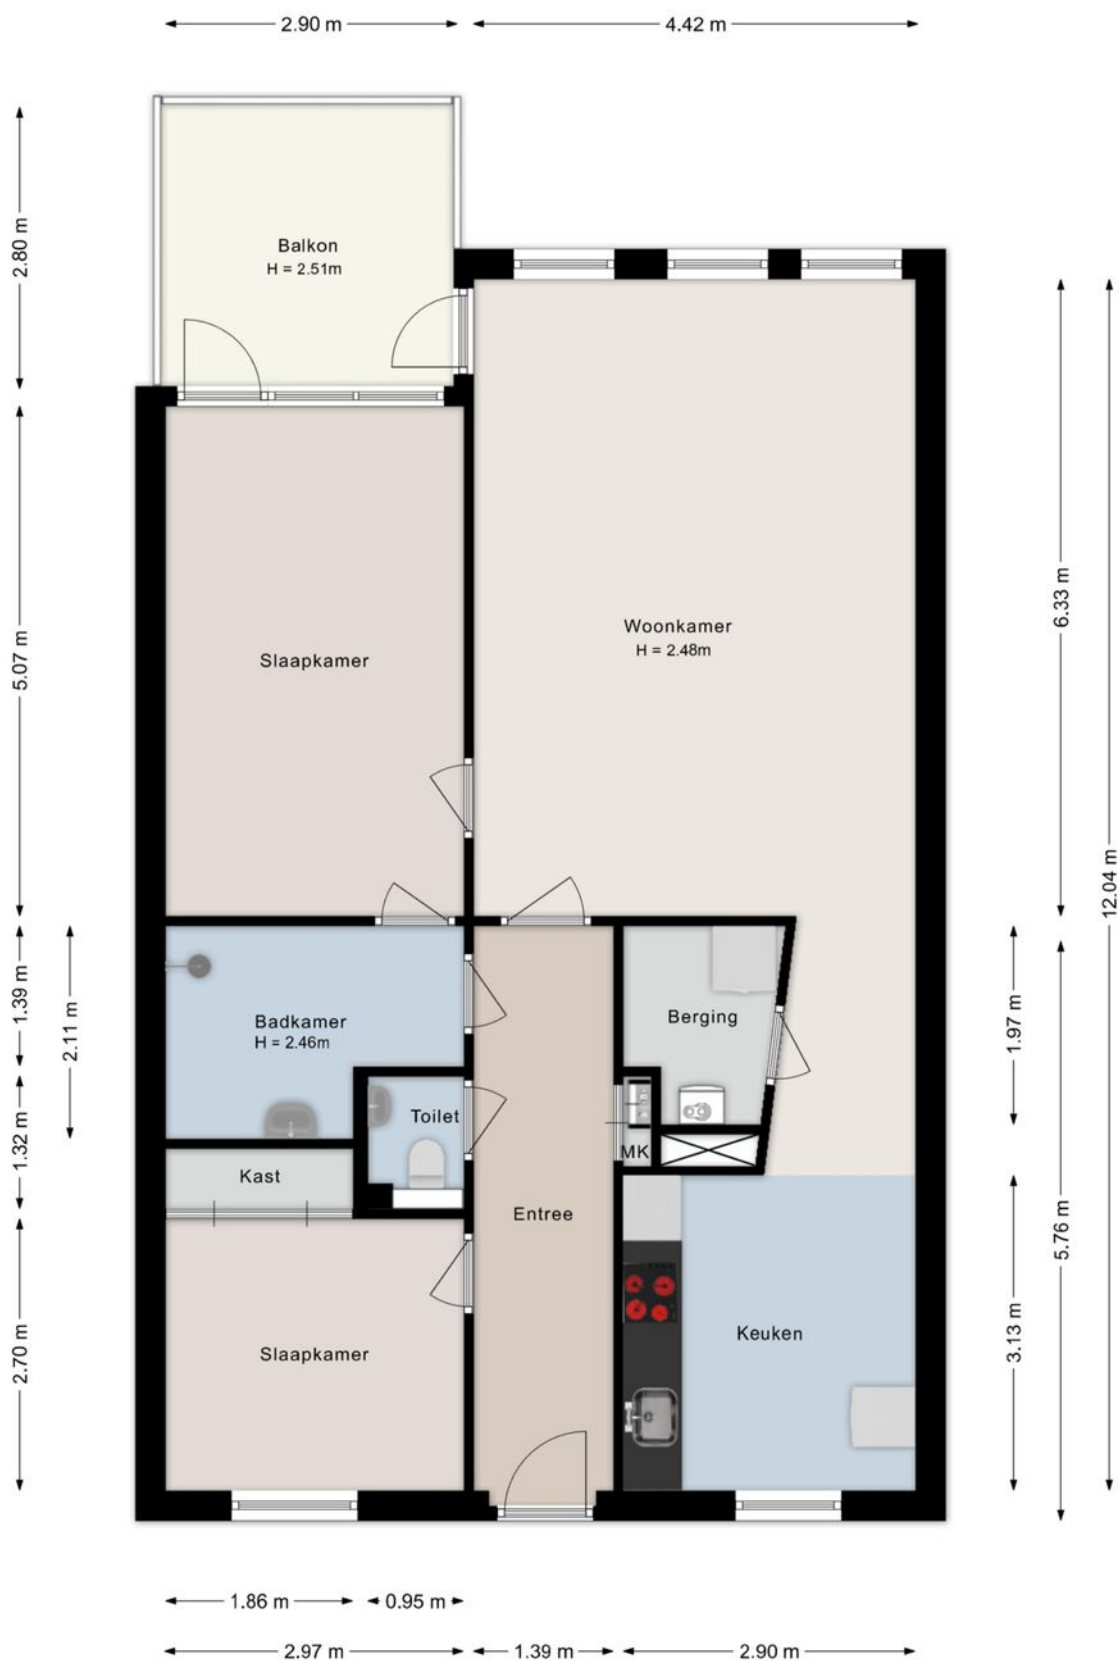 2.90 m
4.42 m
2.80 m
Balkon
H = 2.51m
5.07 m
Slaapkamer
Woonkamer
H = 2.48m
6.33 m
12.04 m
1.39 m
2.11 m
Badkamer
H = 2.46m
Berging
1.97 m
1.32 m
Toilet
MK
Kast
Entree
5.76 m
2.70 m
Slaapkamer
Keuken
3.13 m
1.86 m
0.95 m
2.97 m
1.39 m
2.90 m